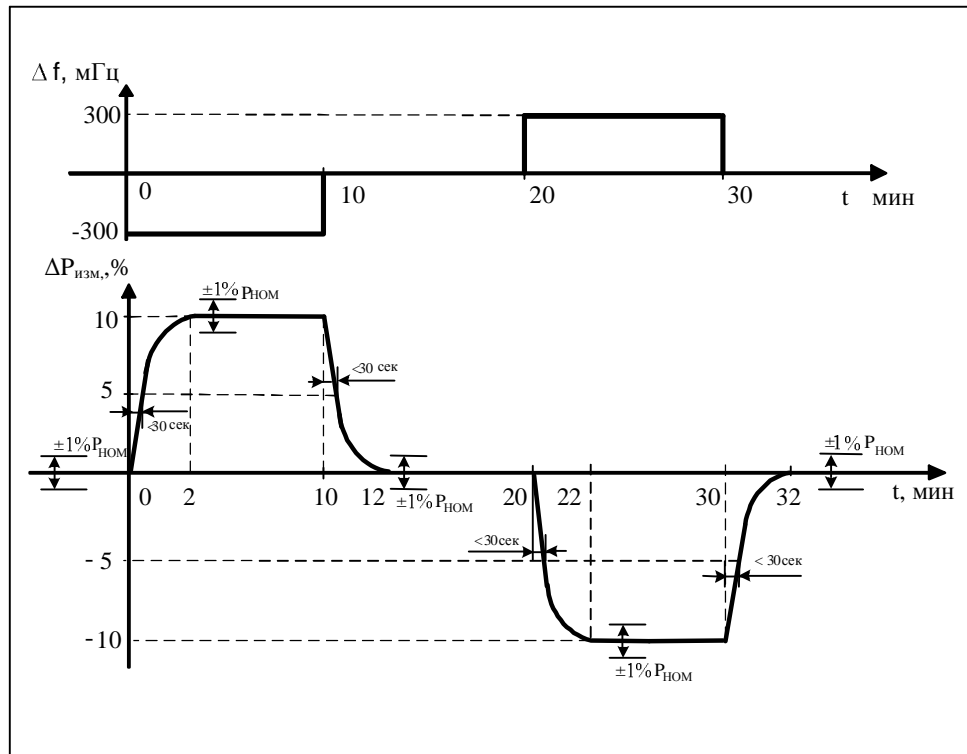 Δ f, мГц
300
0
10
20
30
t мин
-300
ΔPизм,,%
±1% PНОМ
10
<30 сек
5
<30 сек
±1% PНОМ
±1% PНОМ
0
2
10
12
±1% PНОМ
20
22
30
32
t, мин
<30сек
- 5
< 30сек
-10
±1% PНОМ